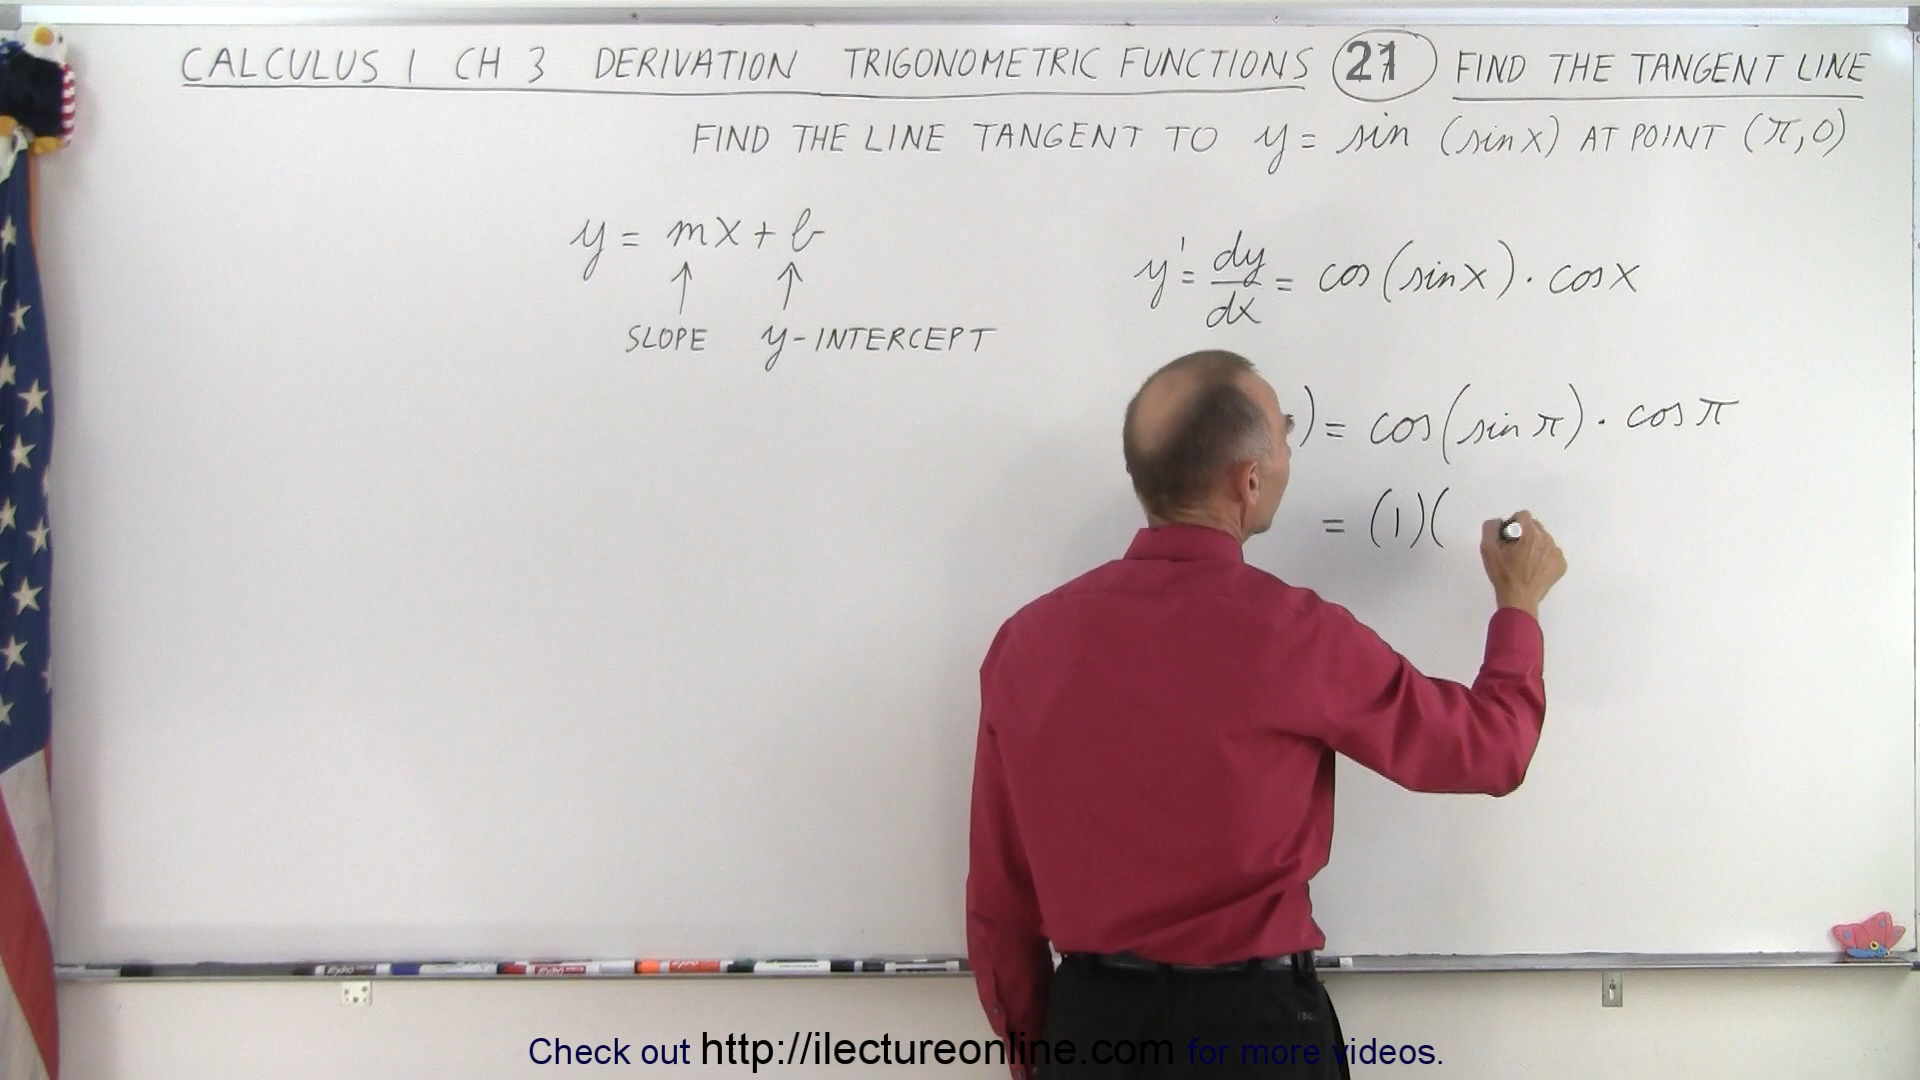 CALCULUS 1 CH 3 DERIVATION TRIGONOMETRIC FUNCTIONS 21 FIND THE TANGENT LINE
FIND THE LINE TANGENT TO y = sin (sin x) AT POINT (π, 0)
y = mx + b
↑ ↑
SLOPE y-INTERCEPT
y' = dy/dx = cos (sin x) · cos x
) = cos (sin π) · cos π
= (1)(
EXPO
Check out http://ilectureonline.com for more videos.